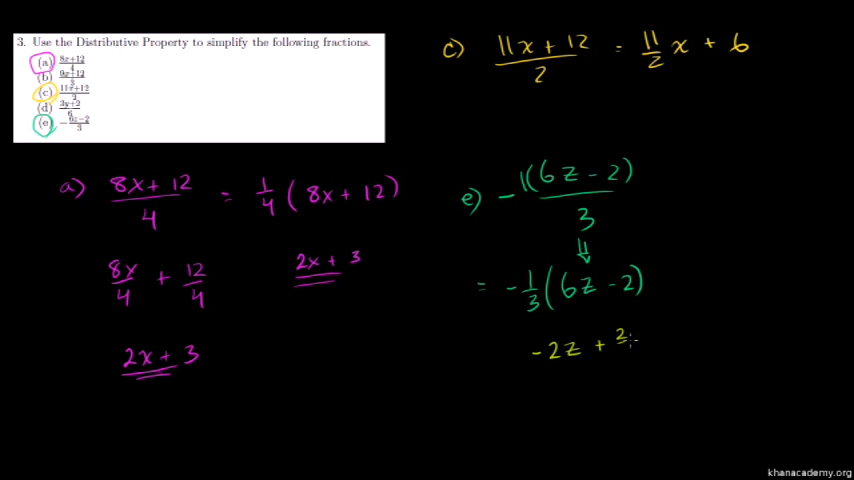 3. Use the Distributive Property to simplify the following fractions.
(a) 8x+12/4
(b) 9x+12/3
(c) 11x+12/2
(d) 3y+2/6
(e) -6z-2/3
c) 11x + 12/2 = 11/2 x + 6
a) 8x + 12/4 = 1/4 (8x + 12)
8x/4 + 12/4
2x + 3
2x + 3
e) -1(6z - 2)/3
= -1/3 (6z - 2)
-2z + 2
khanacademy.org